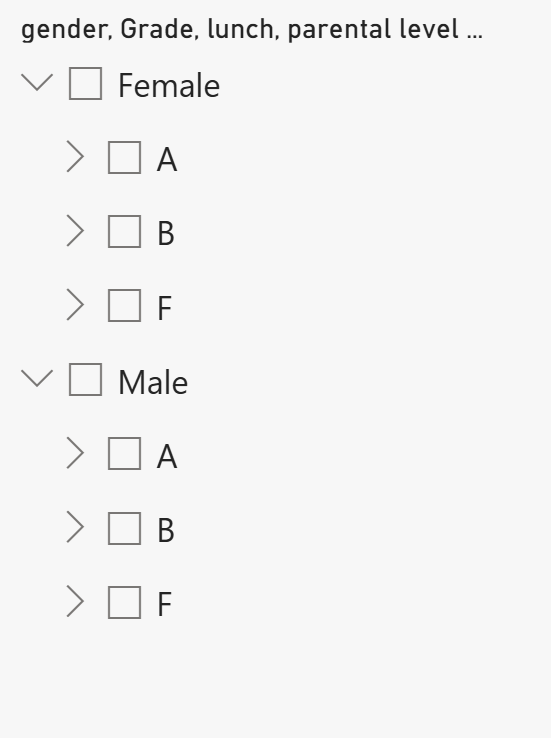 gender, Grade, lunch, parental level ...
Female
A
B
F
Male
A
B
F